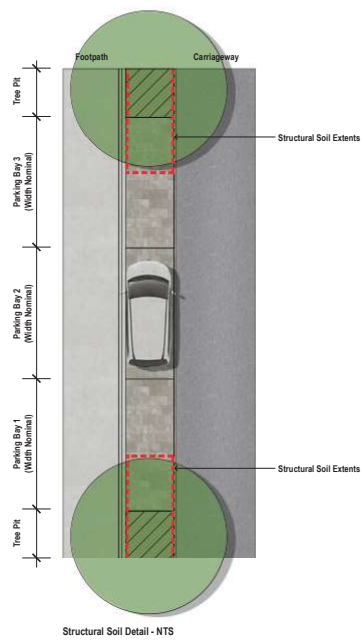 Footpath
Carriageway
Tree Pit
Structural Soil Extents
Parking Bay 3
(Width Nominal)
Parking Bay 2
(Width Nominal)
Parking Bay 1
(Width Nominal)
Structural Soil Extents
Tree Pit
Structural Soil Detail - NTS